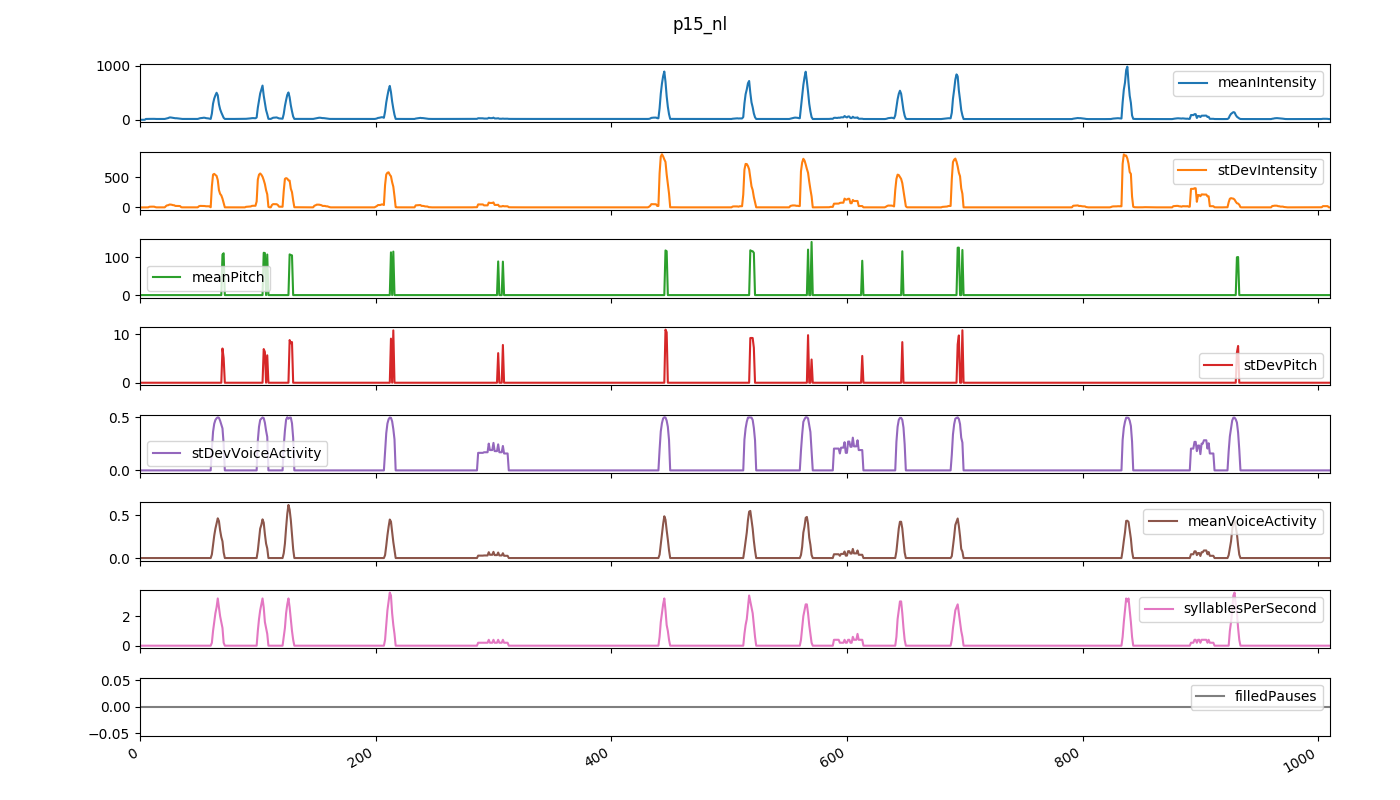 p15_nl
1000
0
meanIntensity
500
0
stDevIntensity
100
0
meanPitch
10
0
stDevPitch
0.5
0.0
stDevVoiceActivity
0.5
0.0
meanVoiceActivity
2
0
syllablesPerSecond
0.05
0.00
−0.05
filledPauses
0 200 400 600 800 1000